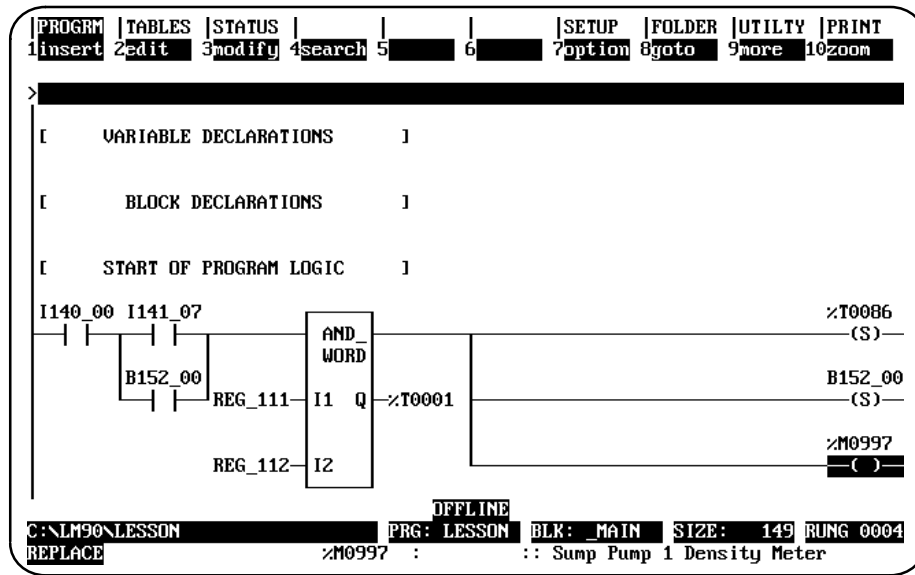 |PROGRM |TABLES |STATUS | | | |SETUP |FOLDER |UTILTY |PRINT
1insert 2edit 3modify 4search 5 6 7option 8goto 9more 10zoom
>
[ VARIABLE DECLARATIONS ]
[ BLOCK DECLARATIONS ]
[ START OF PROGRAM LOGIC ]
I140_00 I141_07 %T0086
AND_ (S)
WORD
B152_00 B152_00
REG_111 I1 Q %T0001 (S)
%M0997
REG_112 I2 ( )
OFFLINE
C:\LM90\LESSON PRG: LESSON BLK: _MAIN SIZE: 149 RUNG 0004
REPLACE %M0997 : :: Sump Pump 1 Density Meter